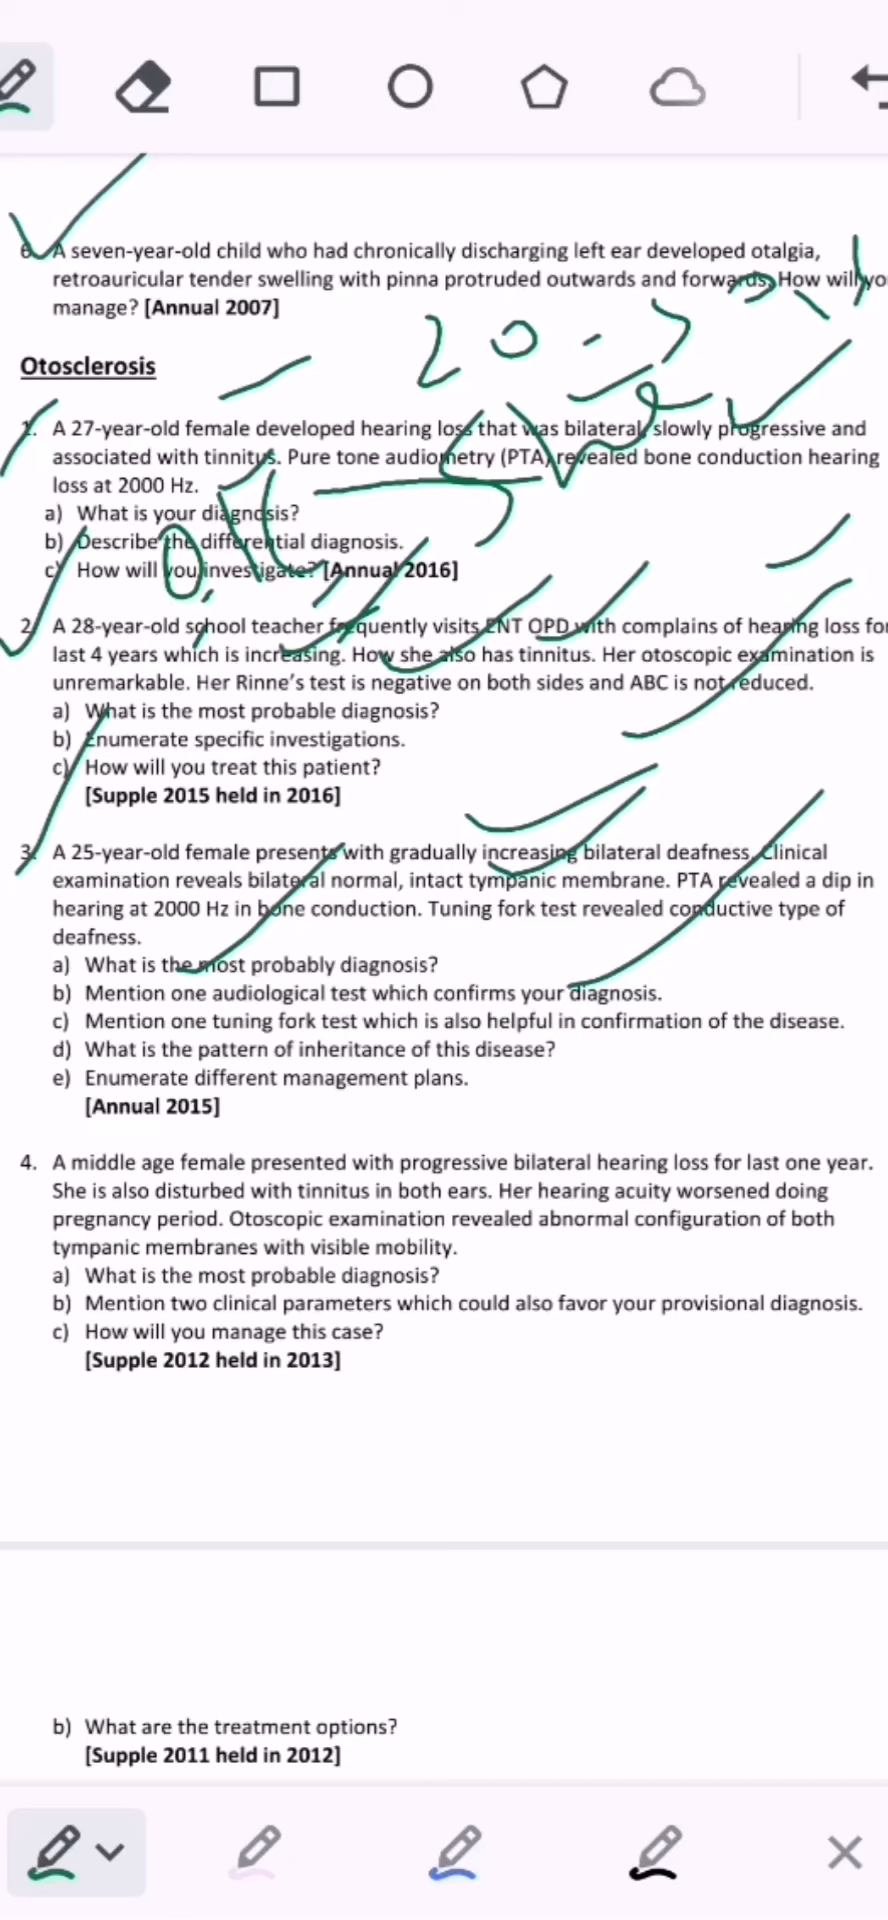 6. A seven-year-old child who had chronically discharging left ear developed otalgia,
retroauricular tender swelling with pinna protruded outwards and forwards. How will yo
manage? [Annual 2007]
20-30
Otosclerosis
1. A 27-year-old female developed hearing loss that was bilateral, slowly progressive and
associated with tinnitus. Pure tone audiometry (PTA) revealed bone conduction hearing
loss at 2000 Hz.
a) What is your diagnosis?
b) Describe the differential diagnosis.
c) How will you investigate? [Annual 2016]
2. A 28-year-old school teacher frequently visits ENT OPD with complains of hearing loss for
last 4 years which is increasing. How she also has tinnitus. Her otoscopic examination is
unremarkable. Her Rinne's test is negative on both sides and ABC is not reduced.
a) What is the most probable diagnosis?
b) Enumerate specific investigations.
c) How will you treat this patient?
[Supple 2015 held in 2016]
3. A 25-year-old female presents with gradually increasing bilateral deafness. Clinical
examination reveals bilateral normal, intact tympanic membrane. PTA revealed a dip in
hearing at 2000 Hz in bone conduction. Tuning fork test revealed conductive type of
deafness.
a) What is the most probably diagnosis?
b) Mention one audiological test which confirms your diagnosis.
c) Mention one tuning fork test which is also helpful in confirmation of the disease.
d) What is the pattern of inheritance of this disease?
e) Enumerate different management plans.
[Annual 2015]
4. A middle age female presented with progressive bilateral hearing loss for last one year.
She is also disturbed with tinnitus in both ears. Her hearing acuity worsened doing
pregnancy period. Otoscopic examination revealed abnormal configuration of both
tympanic membranes with visible mobility.
a) What is the most probable diagnosis?
b) Mention two clinical parameters which could also favor your provisional diagnosis.
c) How will you manage this case?
[Supple 2012 held in 2013]
b) What are the treatment options?
[Supple 2011 held in 2012]